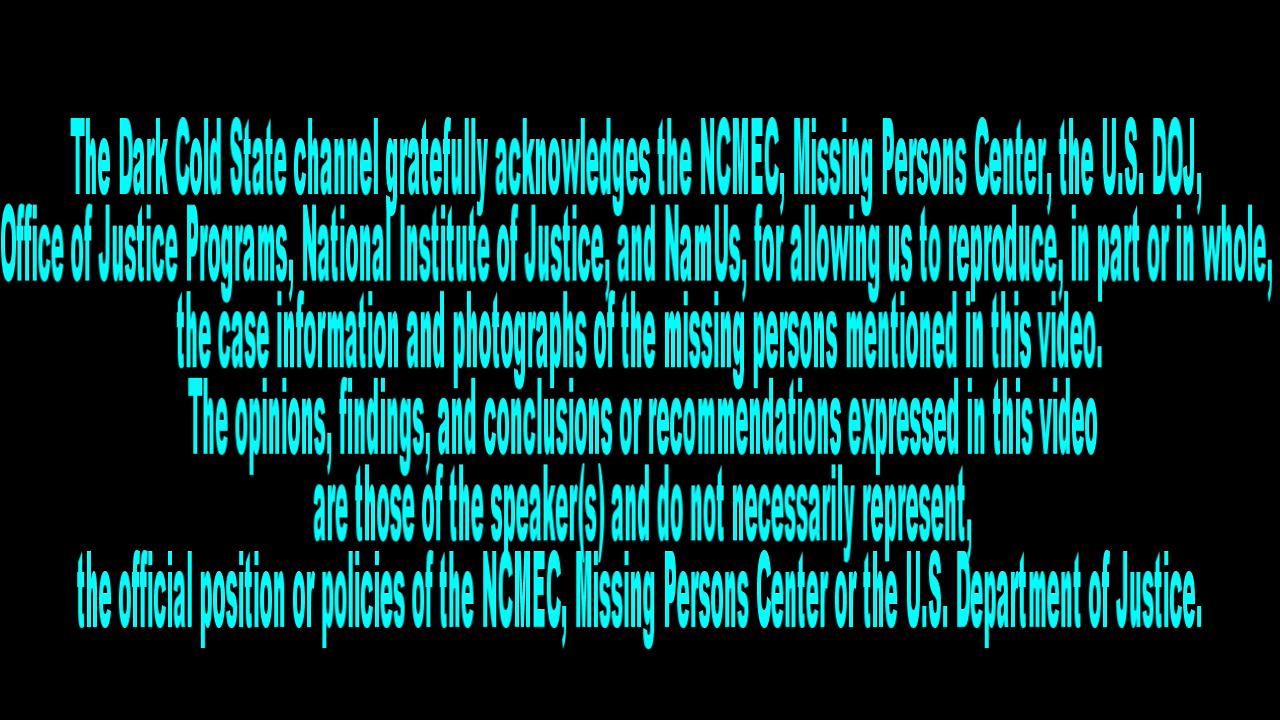 The Dark Cold State channel gratefully acknowledges the NCMEC, Missing Persons Center, the U.S. DOJ,
Office of Justice Programs, National Institute of Justice, and NamUs, for allowing us to reproduce, in part or in whole,
the case information and photographs of the missing persons mentioned in this video.
The opinions, findings, and conclusions or recommendations expressed in this video
are those of the speaker(s) and do not necessarily represent,
the official position or policies of the NCMEC, Missing Persons Center or the U.S. Department of Justice.